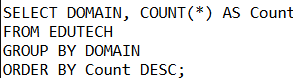 SELECT DOMAIN, COUNT(*) AS Count
FROM EDUTECH
GROUP BY DOMAIN
ORDER BY Count DESC;